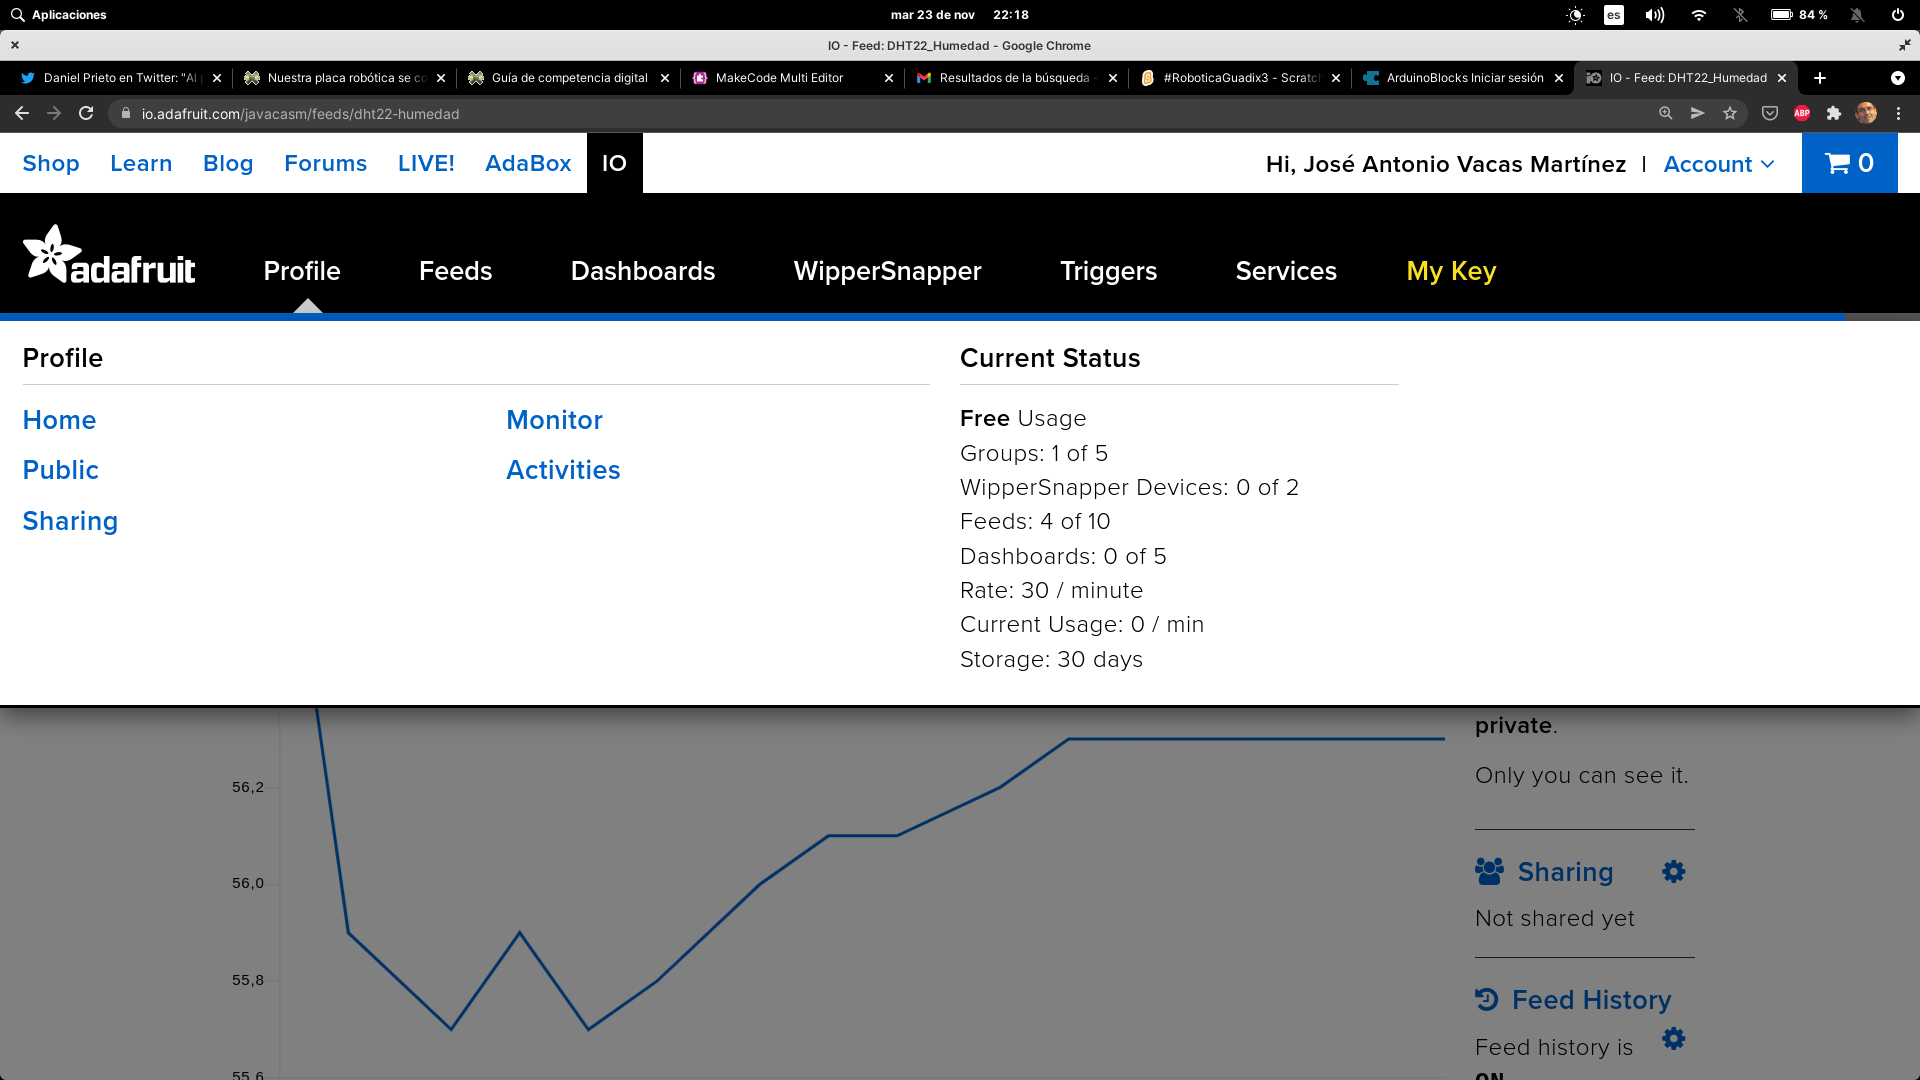 Aplicaciones
mar 23 de nov 22:18
es
84 %
IO - Feed: DHT22_Humedad - Google Chrome
Daniel Prieto en Twitter: "Al
Nuestra placa robótica se co
Guía de competencia digital
MakeCode Multi Editor
Resultados de la búsqueda -
#RoboticaGuadix3 - Scratch
ArduinoBlocks Iniciar sesión
IO - Feed: DHT22_Humedad
io.adafruit.com/javacasm/feeds/dht22-humedad
ABP
Shop Learn Blog Forums LIVE! AdaBox IO
Hi, José Antonio Vacas Martínez | Account 0
adafruit
Profile Feeds Dashboards WipperSnapper Triggers Services My Key
Profile
Home
Public
Sharing
Monitor
Activities
Current Status
Free Usage
Groups: 1 of 5
WipperSnapper Devices: 0 of 2
Feeds: 4 of 10
Dashboards: 0 of 5
Rate: 30 / minute
Current Usage: 0 / min
Storage: 30 days
56,2
56,0
55,8
55,6
private.
Only you can see it.
Sharing
Not shared yet
Feed History
Feed history is
ON